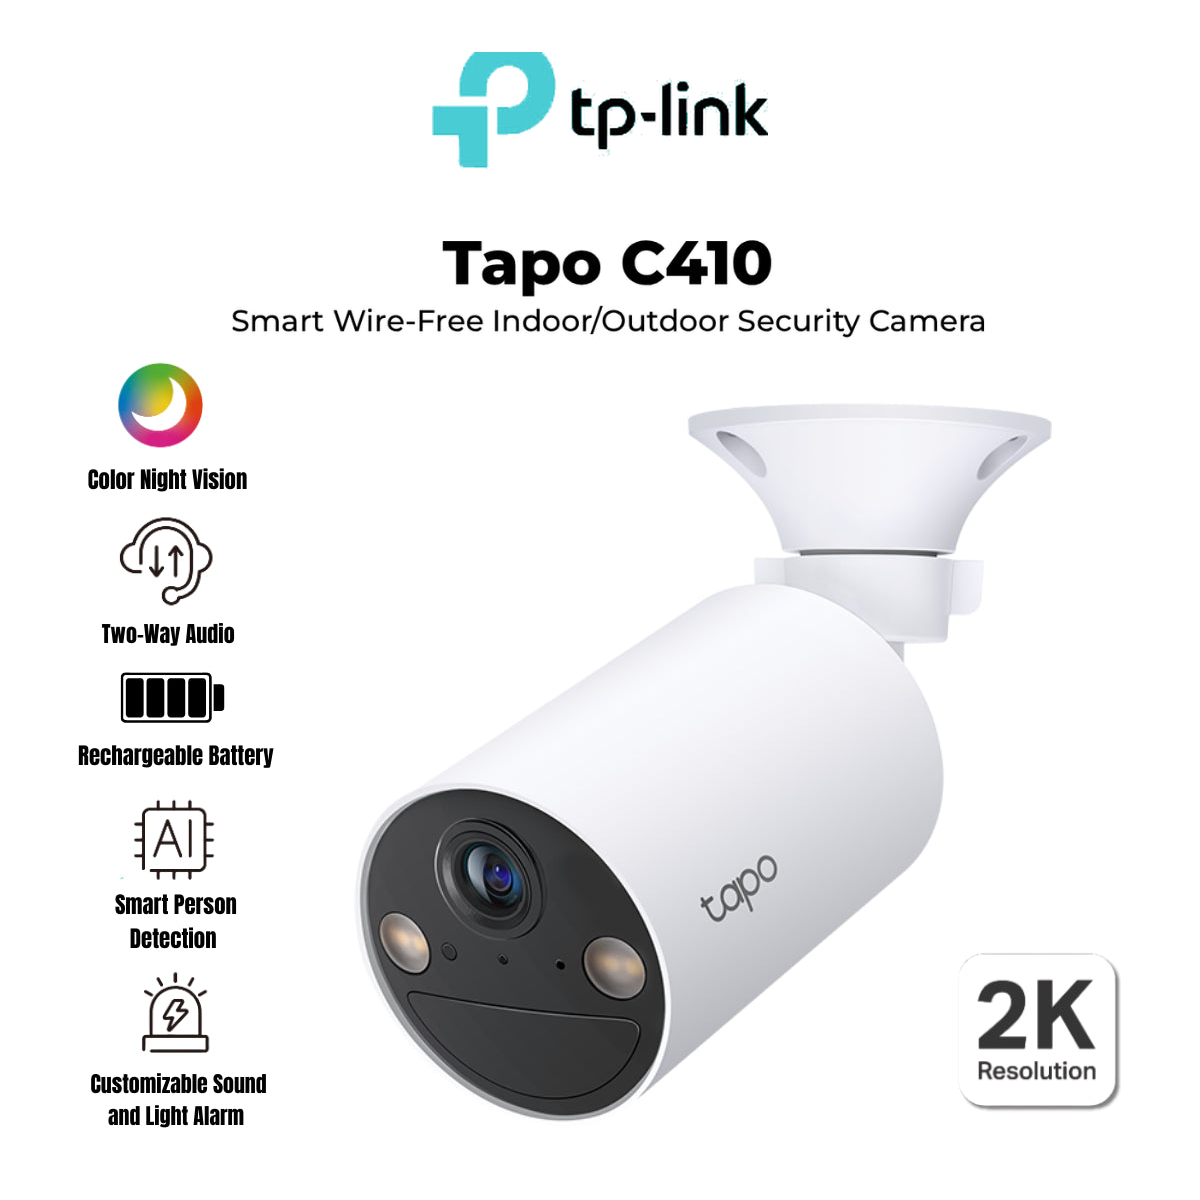 tp-link
Tapo C410
Smart Wire-Free Indoor/Outdoor Security Camera
Color Night Vision
Two-Way Audio
Rechargeable Battery
AI
Smart Person
Detection
Customizable Sound
and Light Alarm
tapo
2K
Resolution